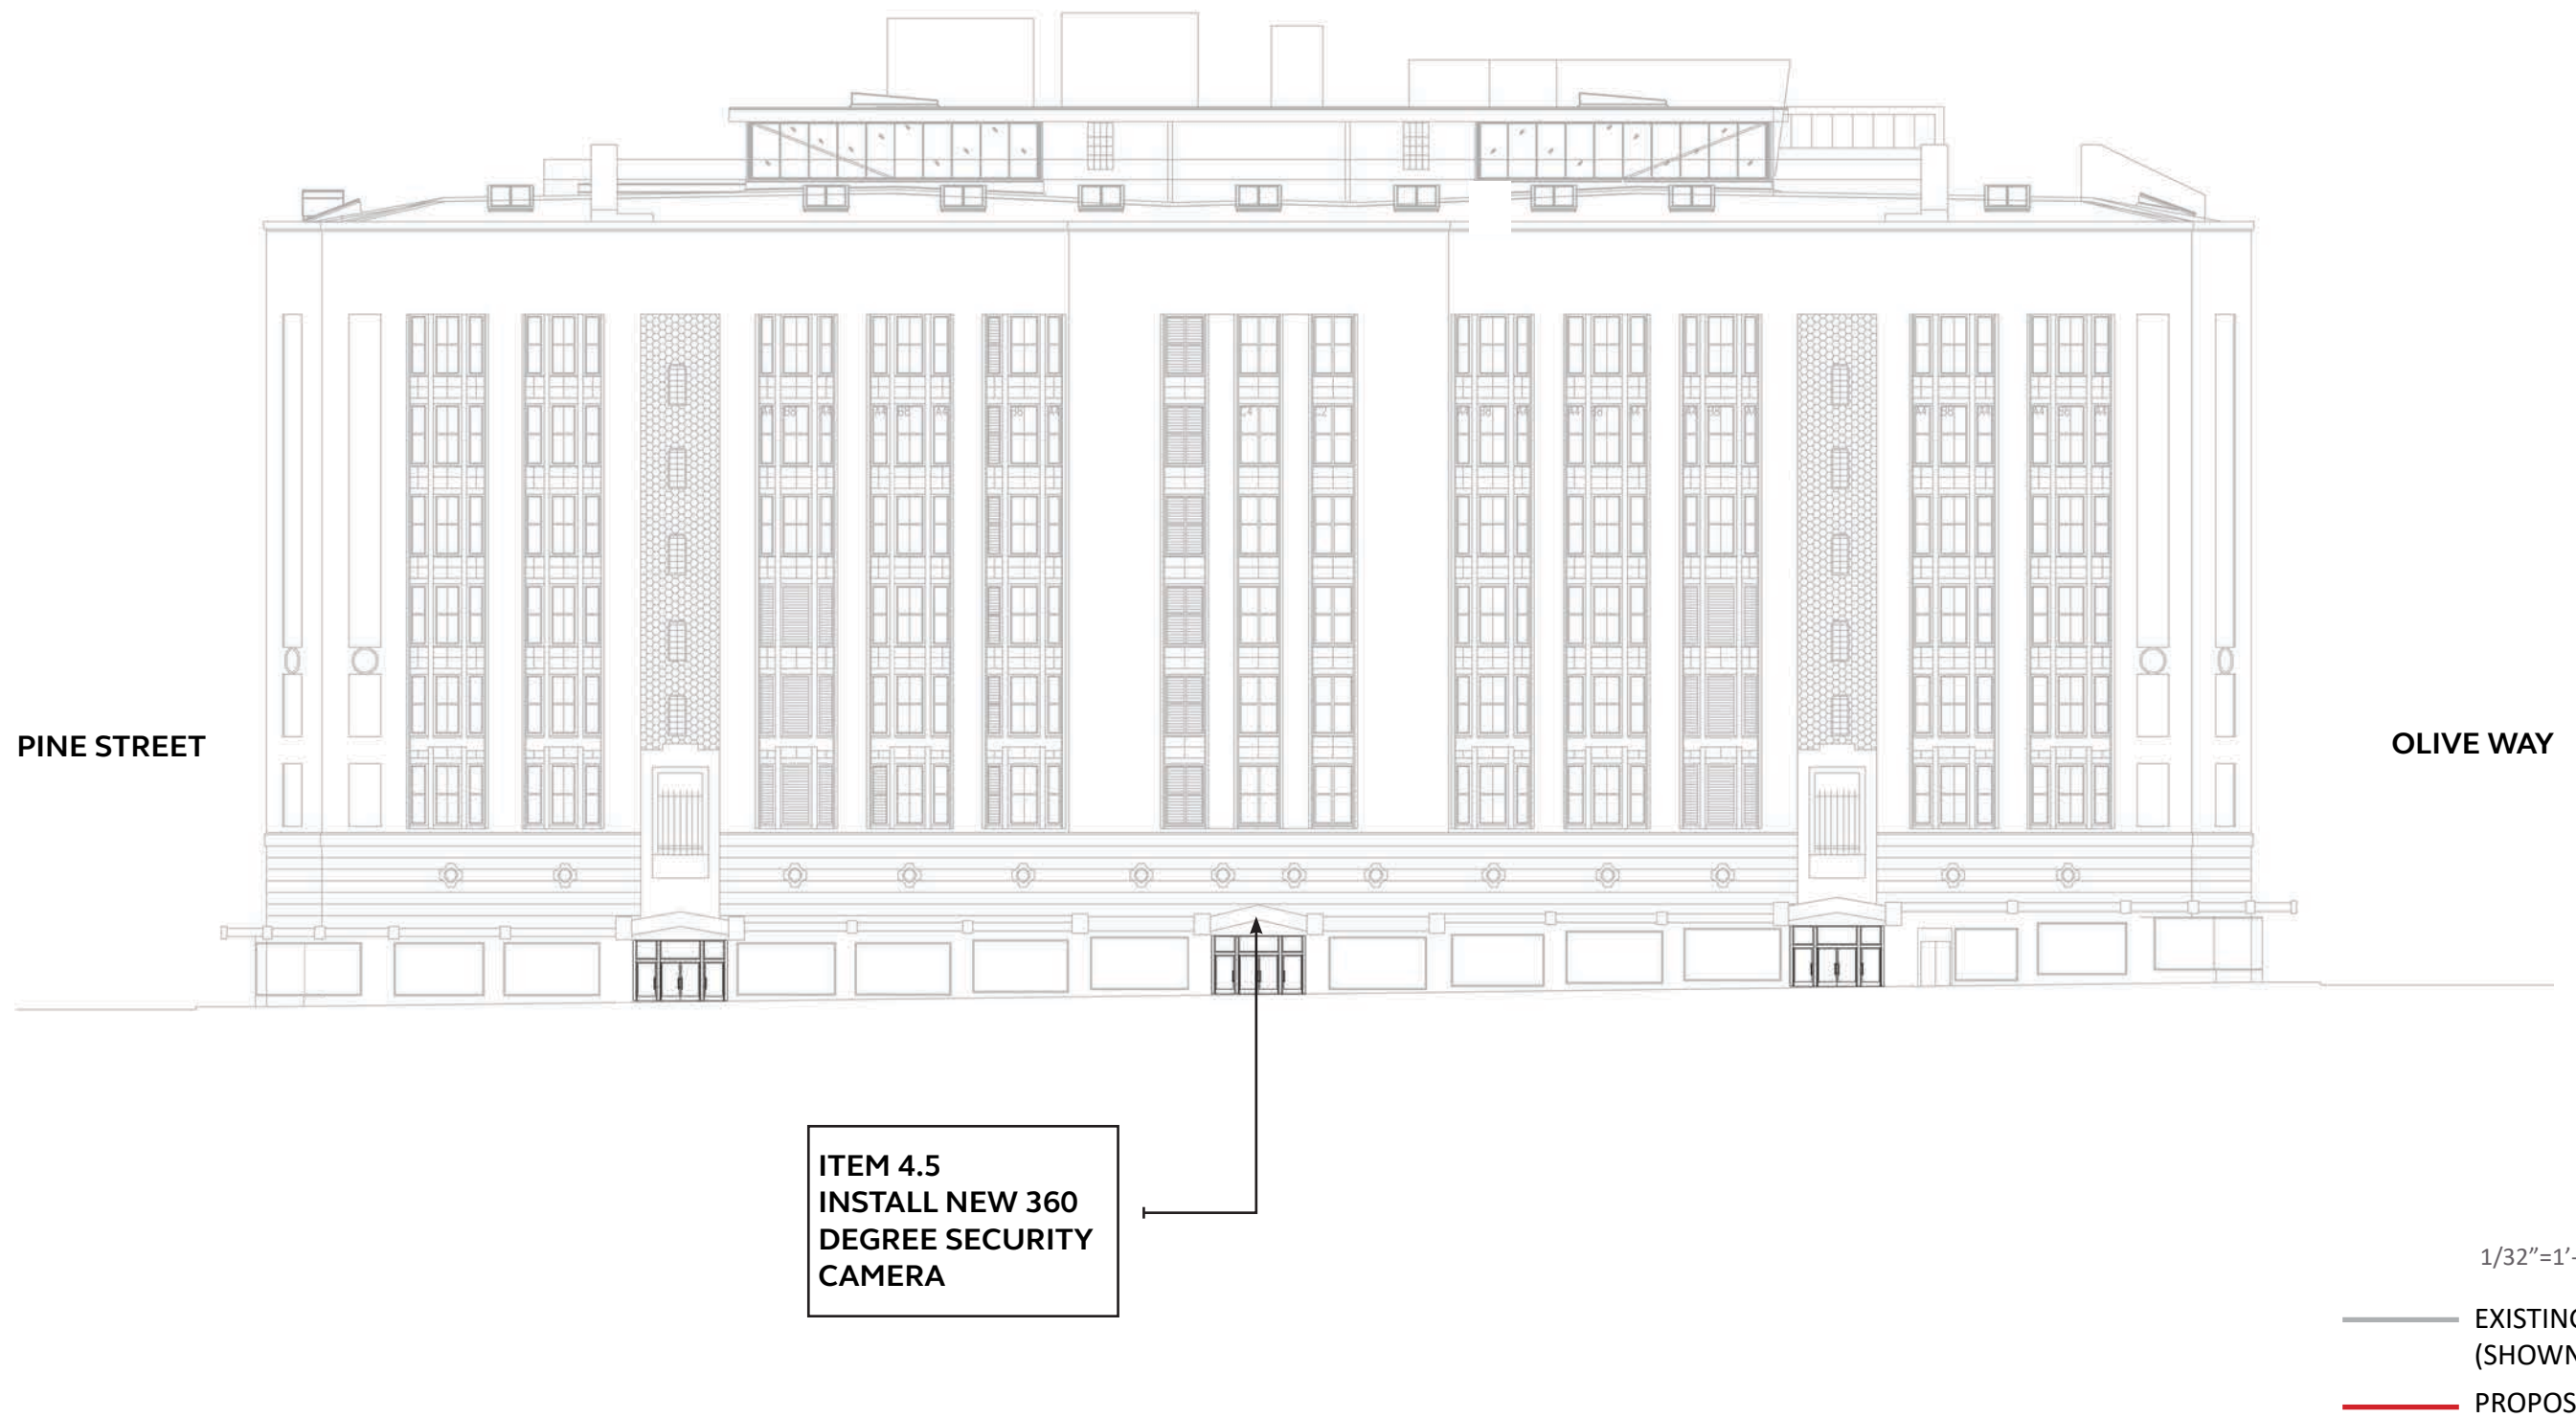 PINE STREET
OLIVE WAY
ITEM 4.5
INSTALL NEW 360
DEGREE SECURITY
CAMERA
1/32”=1’-
EXISTING
(SHOWN
PROPOS